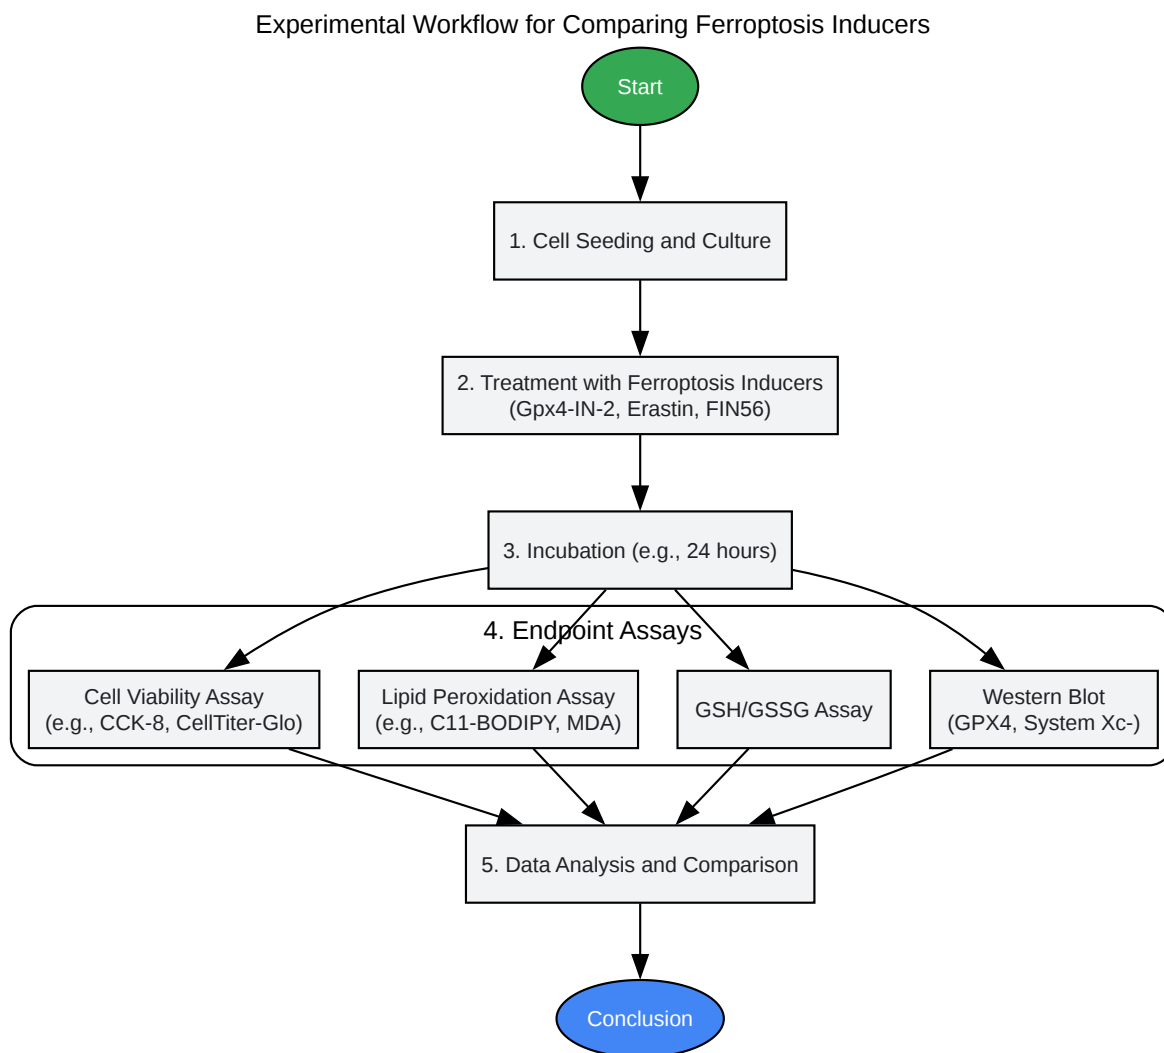 Experimental Workflow for Comparing Ferroptosis Inducers
Start
1. Cell Seeding and Culture
2. Treatment with Ferroptosis Inducers
(Gpx4-IN-2, Erastin, FIN56)
3. Incubation (e.g., 24 hours)
4. Endpoint Assays
Cell Viability Assay
(e.g., CCK-8, CellTiter-Glo)
Lipid Peroxidation Assay
(e.g., C11-BODIPY, MDA)
GSH/GSSG Assay
Western Blot
(GPX4, System Xc-)
5. Data Analysis and Comparison
Conclusion